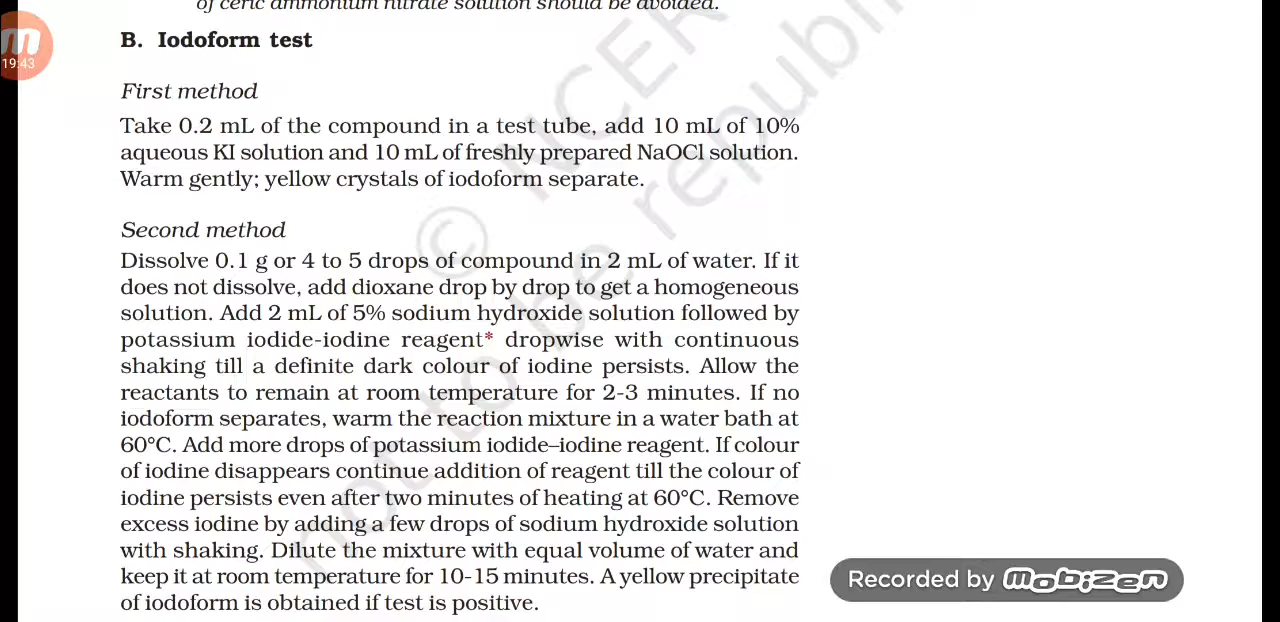 of ceric ammonium nitrate solution should be avoided.
B. Iodoform test
19:43
First method
Take 0.2 mL of the compound in a test tube, add 10 mL of 10%
aqueous KI solution and 10 mL of freshly prepared NaOCl solution.
Warm gently; yellow crystals of iodoform separate.
Second method
Dissolve 0.1 g or 4 to 5 drops of compound in 2 mL of water. If it
does not dissolve, add dioxane drop by drop to get a homogeneous
solution. Add 2 mL of 5% sodium hydroxide solution followed by
potassium iodide-iodine reagent* dropwise with continuous
shaking till a definite dark colour of iodine persists. Allow the
reactants to remain at room temperature for 2-3 minutes. If no
iodoform separates, warm the reaction mixture in a water bath at
60°C. Add more drops of potassium iodide–iodine reagent. If colour
of iodine disappears continue addition of reagent till the colour of
iodine persists even after two minutes of heating at 60°C. Remove
excess iodine by adding a few drops of sodium hydroxide solution
with shaking. Dilute the mixture with equal volume of water and
keep it at room temperature for 10-15 minutes. A yellow precipitate
of iodoform is obtained if test is positive.
© NCER
not to be republi
Recorded by Mobizen